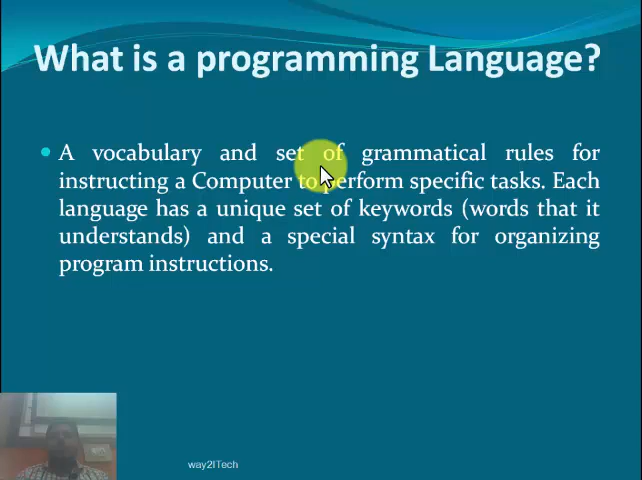 What is a programming Language?
A vocabulary and set of grammatical rules for
instructing a Computer to perform specific tasks. Each
language has a unique set of keywords (words that it
understands) and a special syntax for organizing
program instructions.
way2ITech